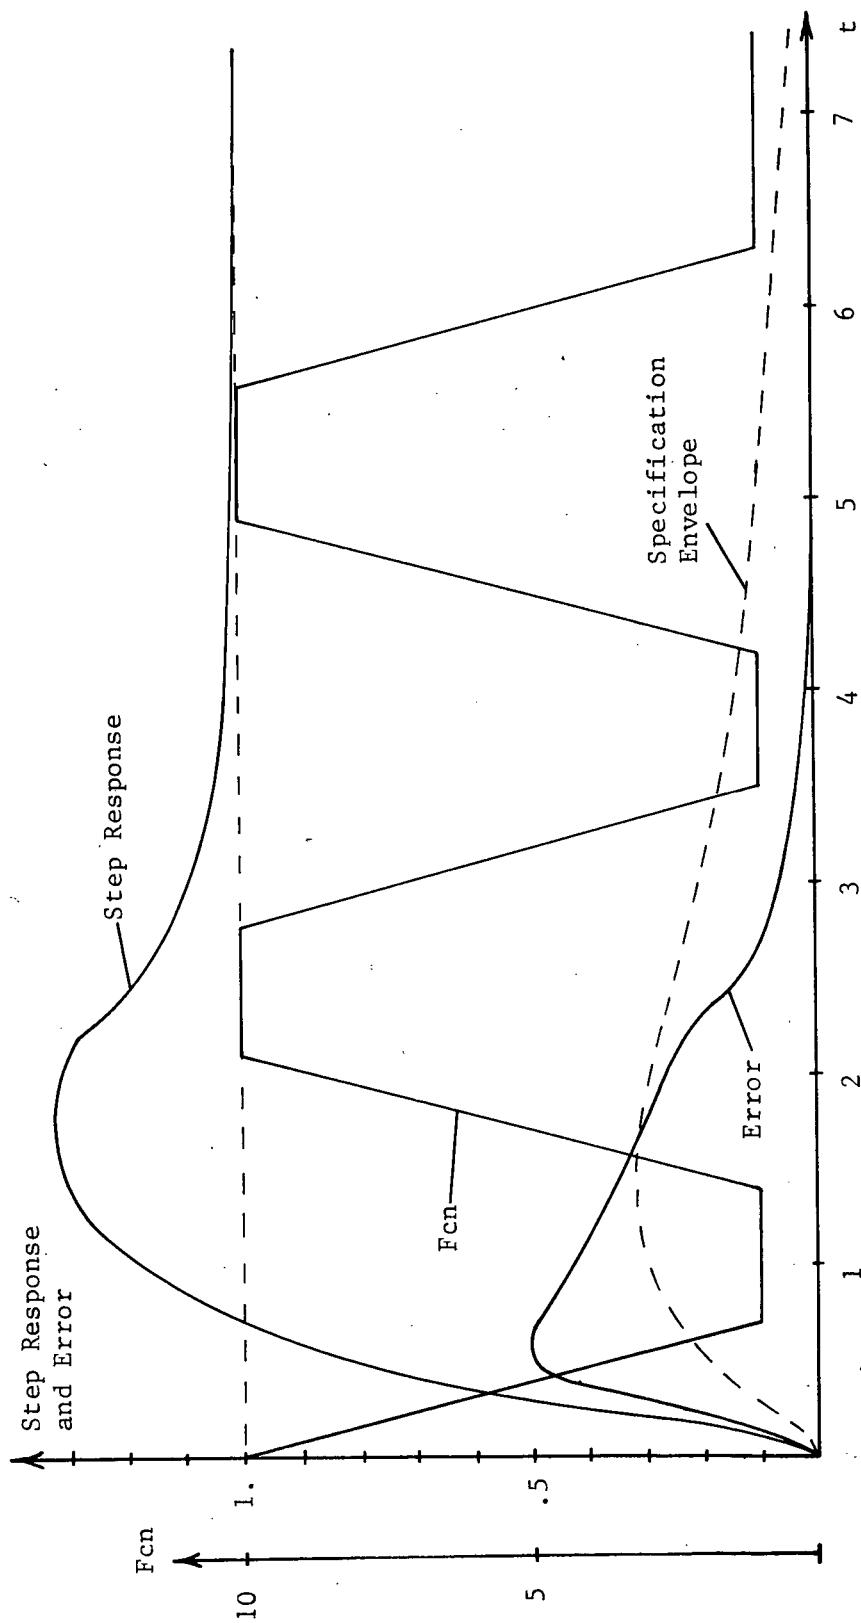 Step Response
and Error
Fcn
10
5
1.
.5
Step Response
Fcn
Error
Specification
Envelope
1
2
3
4
5
6
7
t